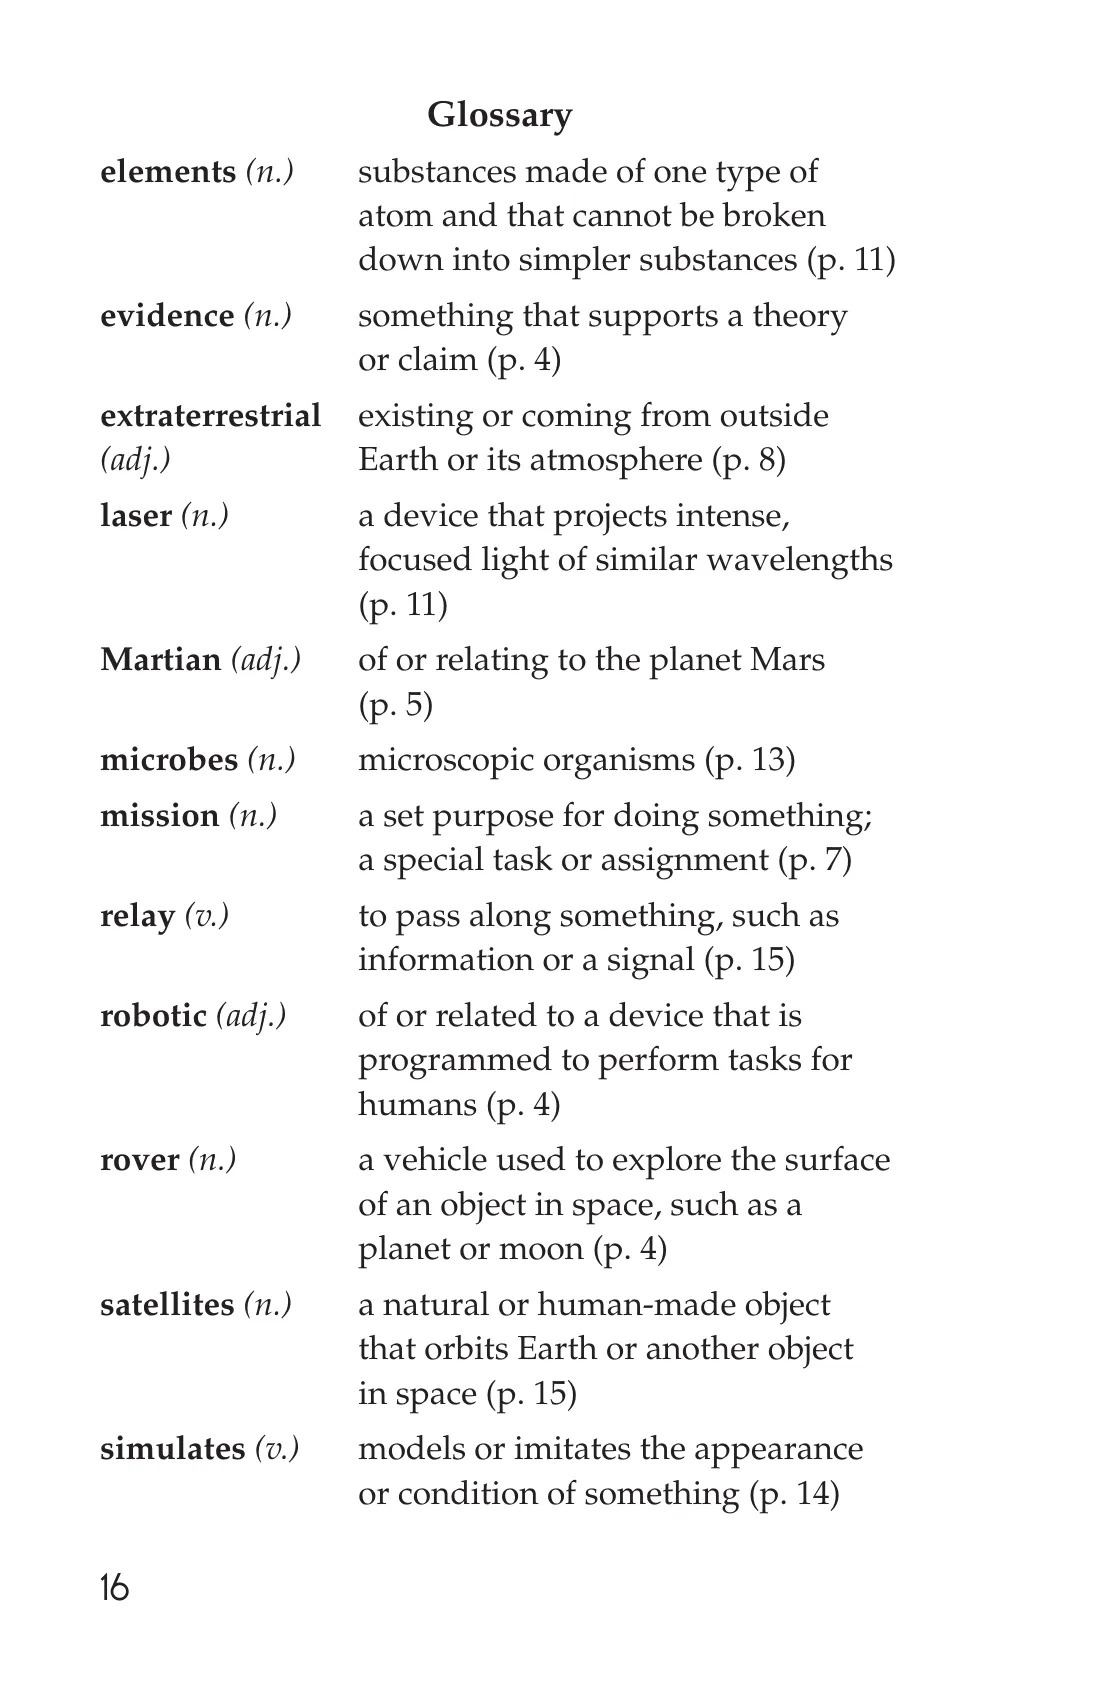 Glossary
elements (n.) substances made of one type of
atom and that cannot be broken
down into simpler substances (p. 11)
evidence (n.) something that supports a theory
or claim (p. 4)
extraterrestrial existing or coming from outside
(adj.) Earth or its atmosphere (p. 8)
laser (n.) a device that projects intense,
focused light of similar wavelengths
(p. 11)
Martian (adj.) of or relating to the planet Mars
(p. 5)
microbes (n.) microscopic organisms (p. 13)
mission (n.) a set purpose for doing something;
a special task or assignment (p. 7)
relay (v.) to pass along something, such as
information or a signal (p. 15)
robotic (adj.) of or related to a device that is
programmed to perform tasks for
humans (p. 4)
rover (n.) a vehicle used to explore the surface
of an object in space, such as a
planet or moon (p. 4)
satellites (n.) a natural or human-made object
that orbits Earth or another object
in space (p. 15)
simulates (v.) models or imitates the appearance
or condition of something (p. 14)
16